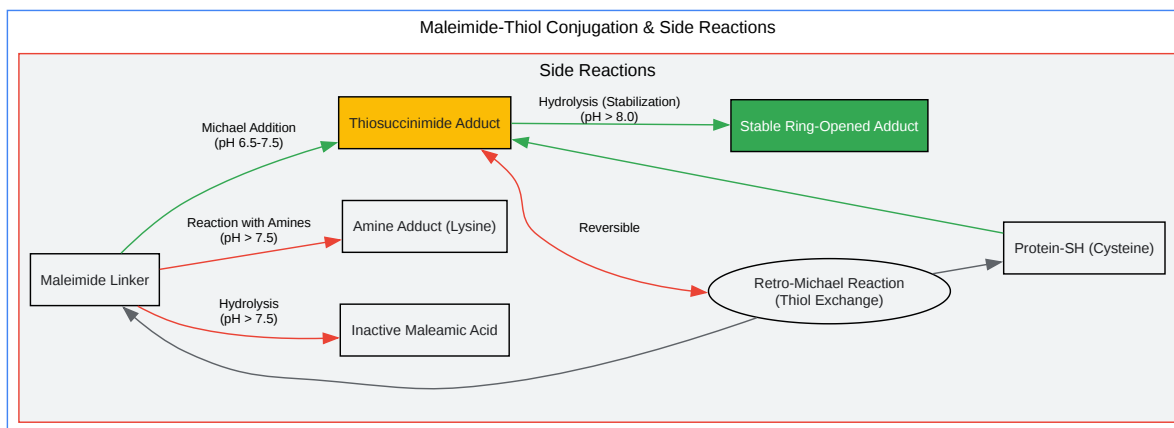 Maleimide-Thiol Conjugation & Side Reactions
Side Reactions
Michael Addition
(pH 6.5-7.5)
Thiosuccinimide Adduct
Hydrolysis (Stabilization)
(pH > 8.0)
Stable Ring-Opened Adduct
Reaction with Amines
(pH > 7.5)
Amine Adduct (Lysine)
Reversible
Protein-SH (Cysteine)
Maleimide Linker
Retro-Michael Reaction
(Thiol Exchange)
Hydrolysis
(pH > 7.5)
Inactive Maleamic Acid